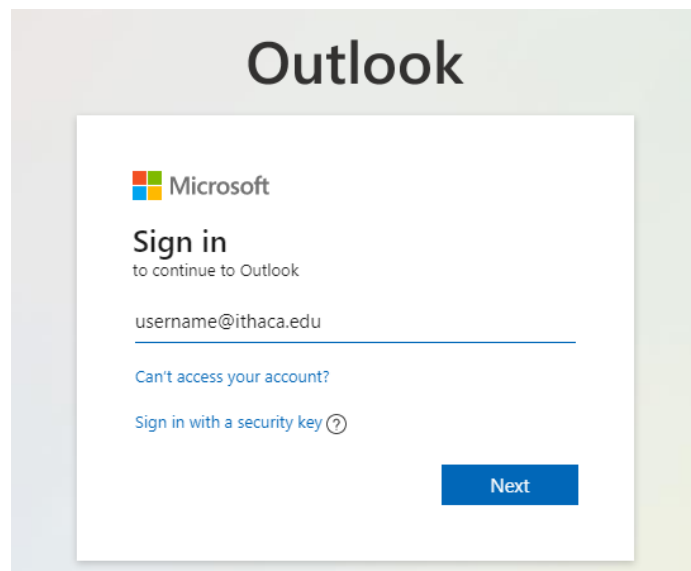 Outlook
Microsoft
Sign in
to continue to Outlook
username@ithaca.edu
Can't access your account?
Sign in with a security key ?
Next